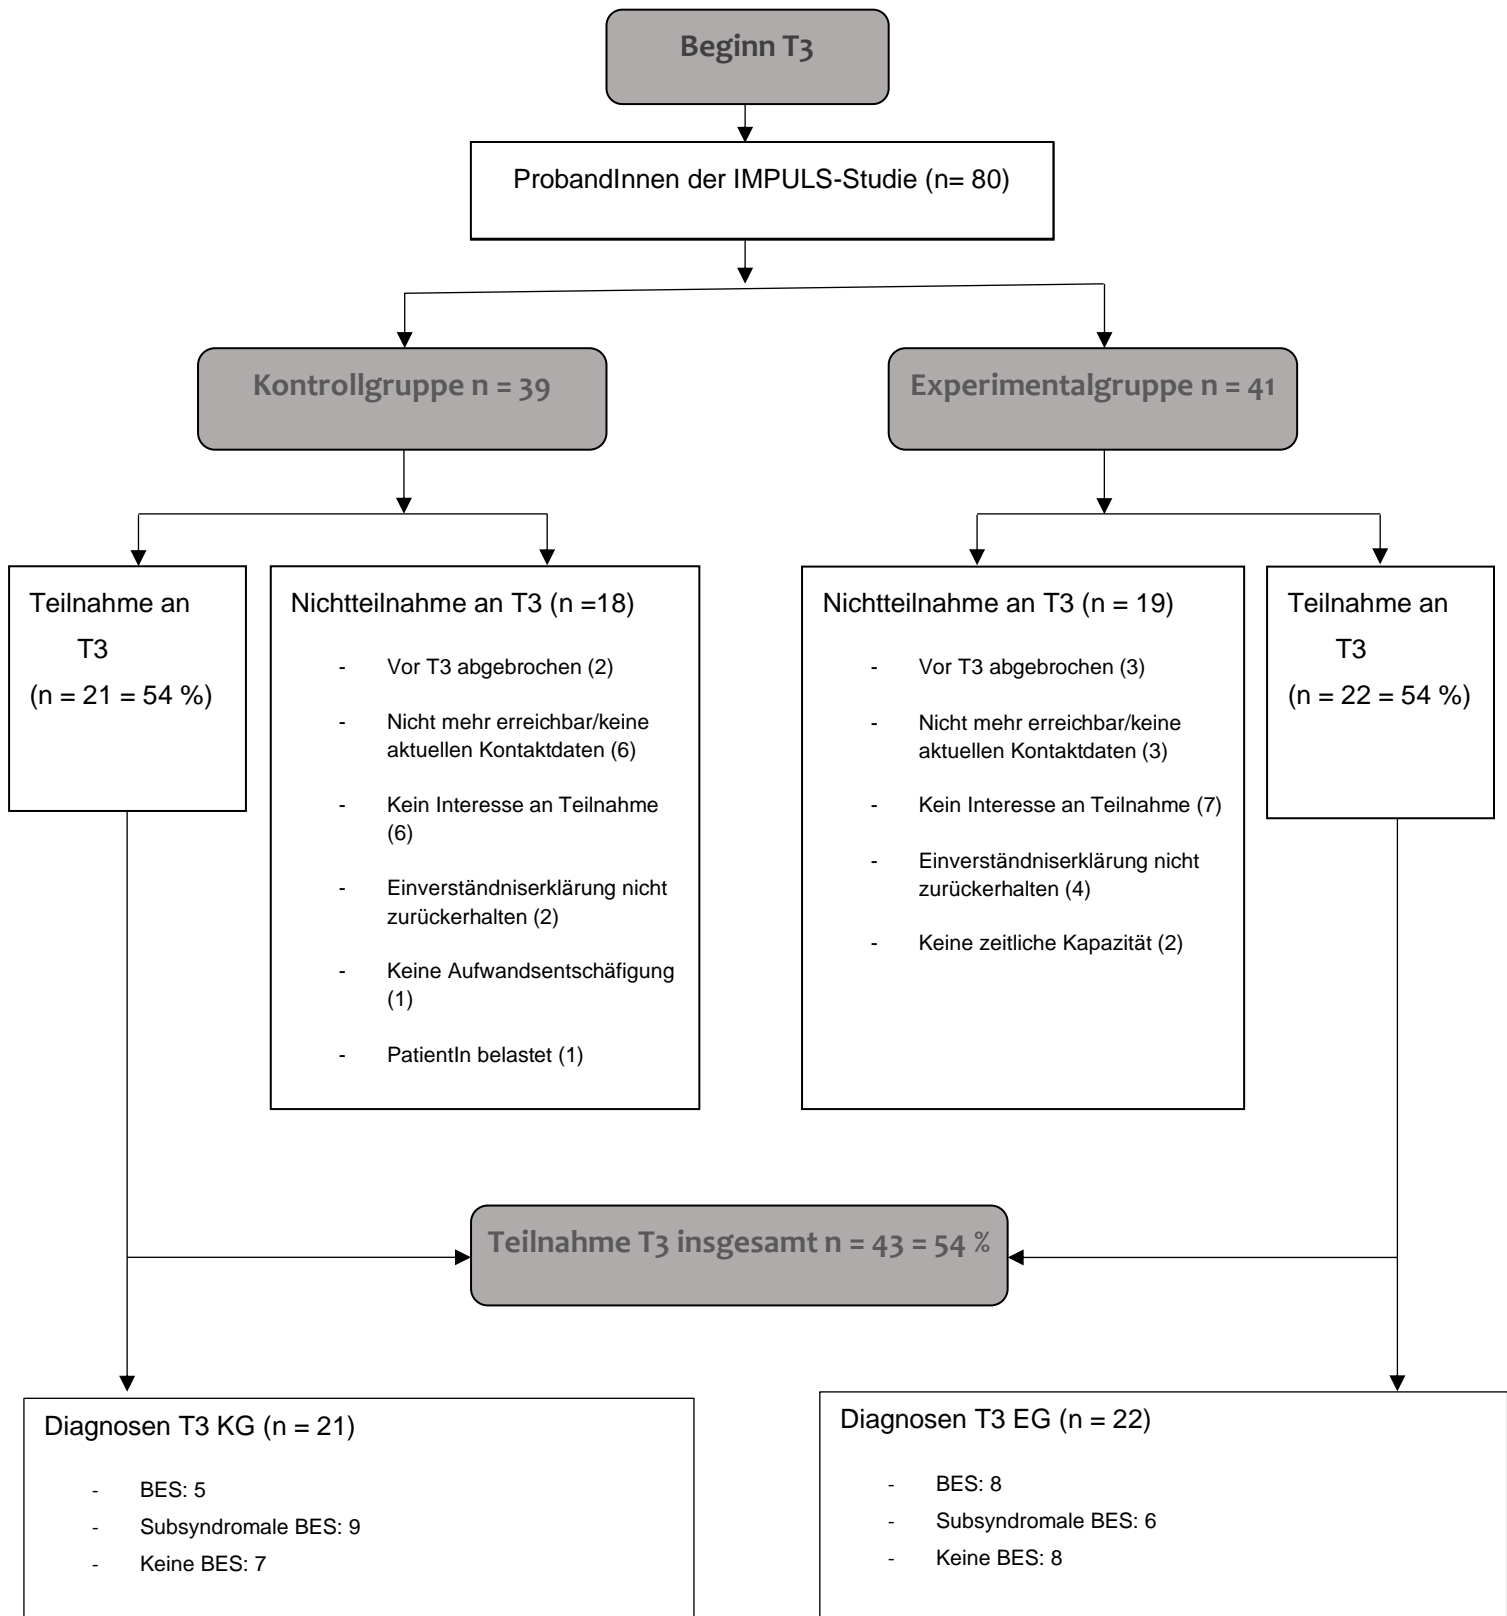 Beginn T3
ProbandInnen der IMPULS-Studie (n= 80)
Kontrollgruppe n = 39
Experimentalgruppe n = 41
Teilnahme an
T3
(n = 21 = 54 %)
Nichtteilnahme an T3 (n =18)
- Vor T3 abgebrochen (2)
- Nicht mehr erreichbar/keine
aktuellen Kontaktdaten (6)
- Kein Interesse an Teilnahme
(6)
- Einverständniserklärung nicht
zurückerhalten (2)
- Keine Aufwandsentschäfigung
(1)
- PatientIn belastet (1)
Nichtteilnahme an T3 (n = 19)
- Vor T3 abgebrochen (3)
- Nicht mehr erreichbar/keine
aktuellen Kontaktdaten (3)
- Kein Interesse an Teilnahme (7)
- Einverständniserklärung nicht
zurückerhalten (4)
- Keine zeitliche Kapazität (2)
Teilnahme an
T3
(n = 22 = 54 %)
Teilnahme T3 insgesamt n = 43 = 54 %
Diagnosen T3 KG (n = 21)
- BES: 5
- Subsyndromale BES: 9
- Keine BES: 7
Diagnosen T3 EG (n = 22)
- BES: 8
- Subsyndromale BES: 6
- Keine BES: 8